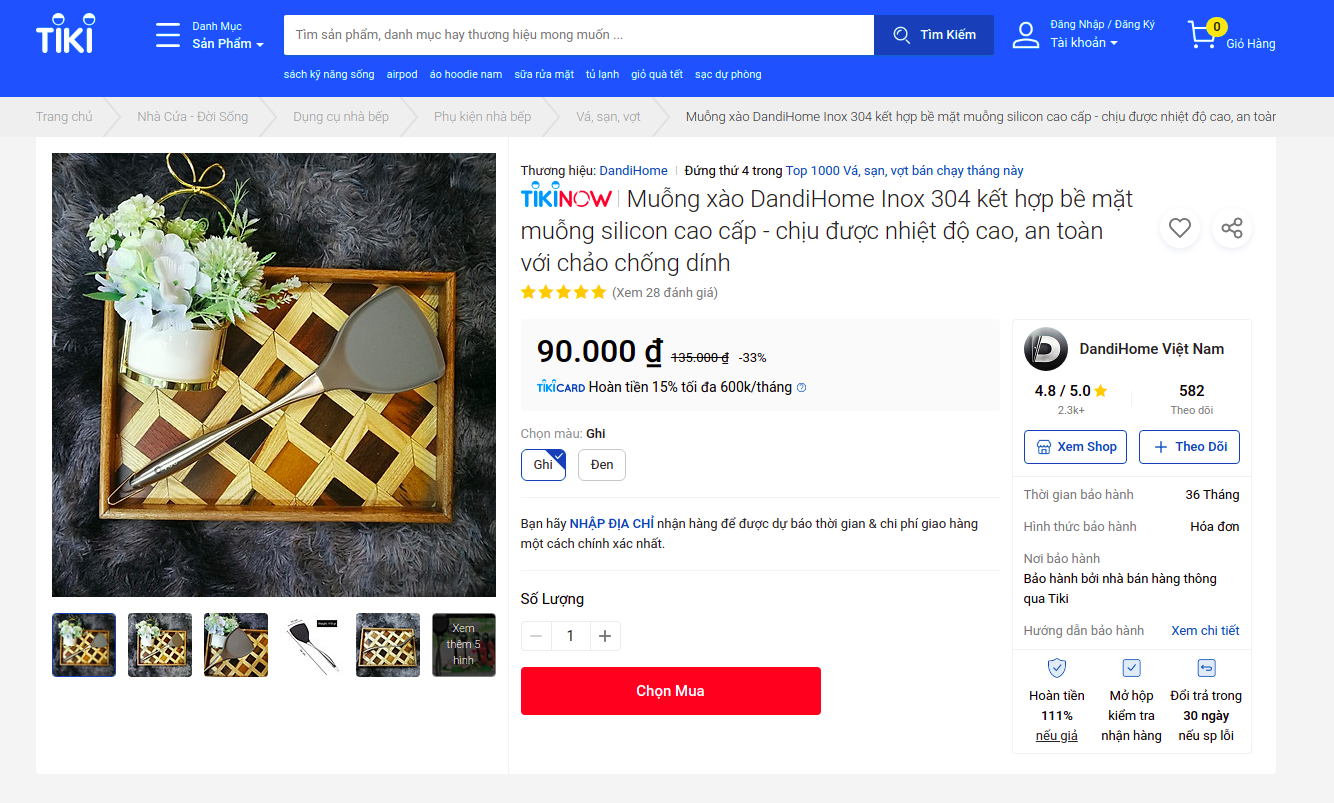 TIKI
Danh Mục
Sản Phẩm
Tìm sản phẩm, danh mục hay thương hiệu mong muốn ...
Tìm Kiếm
Đăng Nhập / Đăng Ký
Tài khoản
0
Giỏ Hàng
sách kỹ năng sống airpod áo hoodie nam sữa rửa mặt tủ lạnh giỏ quà tết sạc dự phòng
Trang chủ Nhà Cửa - Đời Sống Dụng cụ nhà bếp Phụ kiện nhà bếp Vá, sạn, vợt Muỗng xào DandiHome Inox 304 kết hợp bề mặt muỗng silicon cao cấp - chịu được nhiệt độ cao, an toàn
Thương hiệu: DandiHome Đứng thứ 4 trong Top 1000 Vá, sạn, vợt bán chạy tháng này
TIKINOW Muỗng xào DandiHome Inox 304 kết hợp bề mặt
muỗng silicon cao cấp - chịu được nhiệt độ cao, an toàn
với chảo chống dính
(Xem 28 đánh giá)
90.000 ₫ 135.000 ₫ -33%
TIKICARD Hoàn tiền 15% tối đa 600k/tháng
Chọn màu: Ghi
Ghi Đen
Bạn hãy NHẬP ĐỊA CHỈ nhận hàng để được dự báo thời gian & chi phí giao hàng
một cách chính xác nhất.
Số Lượng
1
Chọn Mua
Xem
thêm 5
hình
DandiHome Việt Nam
4.8 / 5.0 582
2.3k+ Theo dõi
Xem Shop Theo Dõi
Thời gian bảo hành 36 Tháng
Hình thức bảo hành Hóa đơn
Nơi bảo hành
Bảo hành bởi nhà bán hàng thông
qua Tiki
Hướng dẫn bảo hành Xem chi tiết
Hoàn tiền
111%
nếu giả
Mở hộp
kiểm tra
nhận hàng
Đổi trả trong
30 ngày
nếu sp lỗi